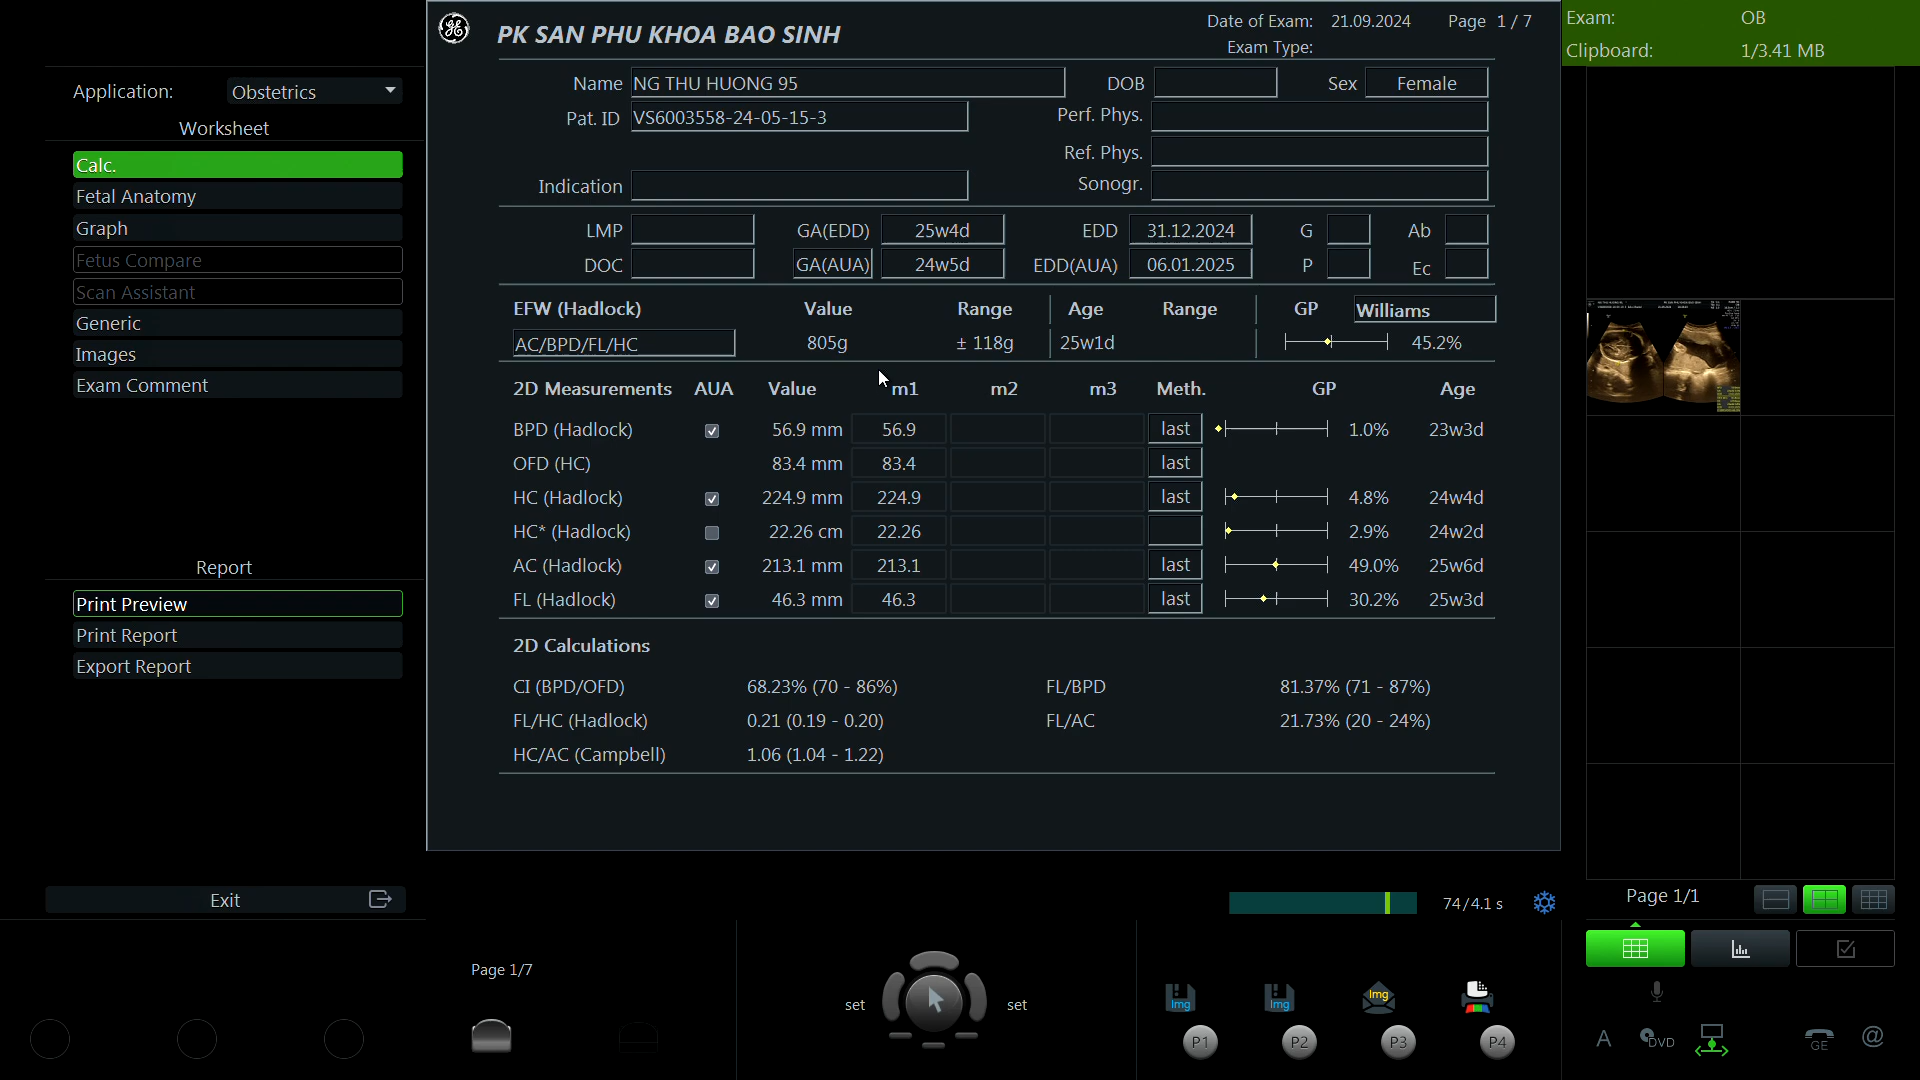 PK SAN PHU KHOA BAO SINH
Date of Exam: 21.09.2024 Page 1 / 7
Exam Type:
Exam: OB
Clipboard: 1/3.41 MB
Application: Obstetrics
Worksheet
Calc.
Fetal Anatomy
Graph
Fetus Compare
Scan Assistant
Generic
Images
Exam Comment
Report
Print Preview
Print Report
Export Report
Exit
Name NG THU HUONG 95 DOB Sex Female
Pat. ID VS6003558-24-05-15-3 Perf. Phys.
Ref. Phys.
Indication Sonogr.
LMP GA(EDD) 25w4d EDD 31.12.2024 G Ab
DOC GA(AUA) 24w5d EDD(AUA) 06.01.2025 P Ec
EFW (Hadlock) Value Range Age Range GP Williams
AC/BPD/FL/HC 805g ± 118g 25w1d 45.2%
2D Measurements AUA Value m1 m2 m3 Meth. GP Age
BPD (Hadlock) 56.9 mm 56.9 last 1.0% 23w3d
OFD (HC) 83.4 mm 83.4 last
HC (Hadlock) 224.9 mm 224.9 last 4.8% 24w4d
HC* (Hadlock) 22.26 cm 22.26 2.9% 24w2d
AC (Hadlock) 213.1 mm 213.1 last 49.0% 25w6d
FL (Hadlock) 46.3 mm 46.3 last 30.2% 25w3d
2D Calculations
CI (BPD/OFD) 68.23% (70 - 86%) FL/BPD 81.37% (71 - 87%)
FL/HC (Hadlock) 0.21 (0.19 - 0.20) FL/AC 21.73% (20 - 24%)
HC/AC (Campbell) 1.06 (1.04 - 1.22)
74/4.1 s
Page 1/1
Page 1/7
set set
Img Img Img
P1 P2 P3 P4
A DVD GE @